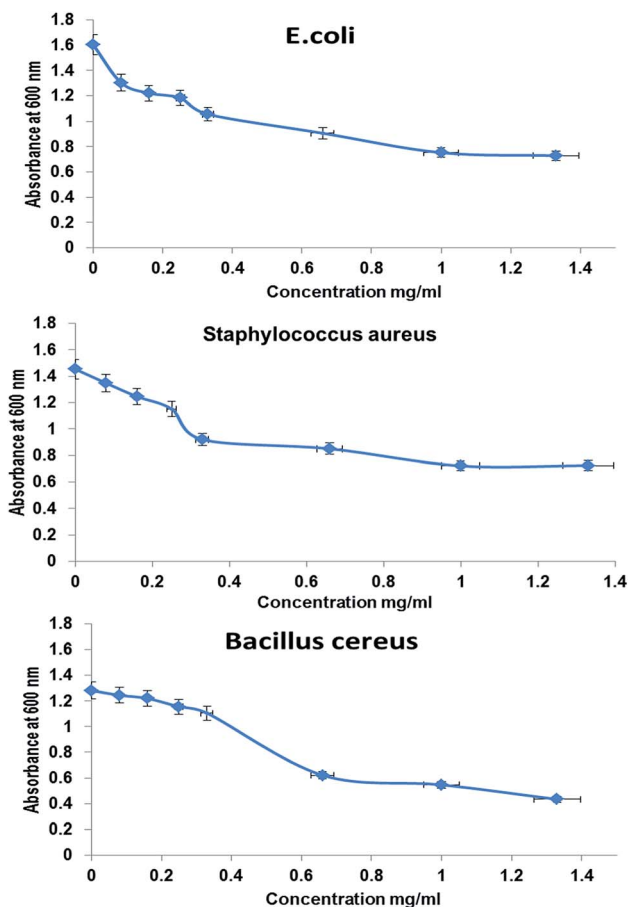 E.coli
Absorbance at 600 nm
1.8
1.6
1.4
1.2
1
0.8
0.6
0.4
0.2
0
0 0.2 0.4 0.6 0.8 1 1.2 1.4
Concentration mg/ml
Staphylococcus aureus
Absorbance at 600 nm
1.8
1.6
1.4
1.2
1
0.8
0.6
0.4
0.2
0
0 0.2 0.4 0.6 0.8 1 1.2 1.4
Concentration mg/ml
Bacillus cereus
Absorbance at 600 nm
1.8
1.6
1.4
1.2
1
0.8
0.6
0.4
0.2
0
0 0.2 0.4 0.6 0.8 1 1.2 1.4
Concentration mg/ml